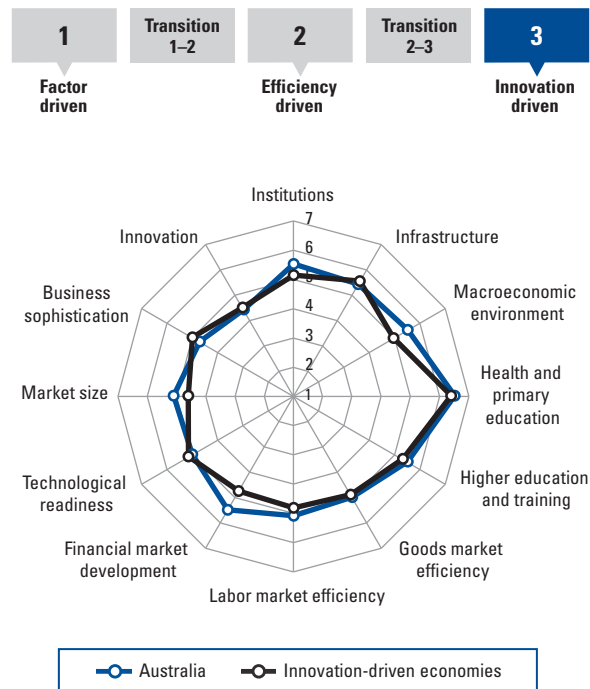 1
Transition
1–2
2
Transition
2–3
3
Factor
driven
Efficiency
driven
Innovation
driven
Institutions
7
Innovation
Infrastructure
6
5
Business
sophistication
Macroeconomic
environment
4
3
2
Market size
1
Health and
primary
education
Technological
readiness
Higher education
and training
Financial market
development
Goods market
efficiency
Labor market efficiency
Australia
Innovation-driven economies